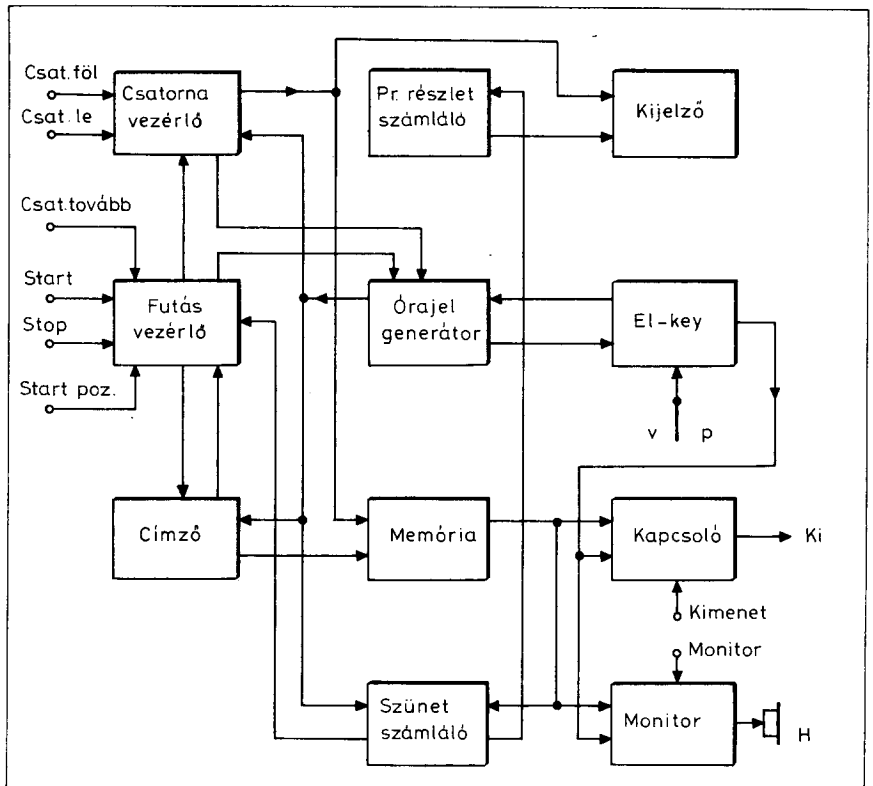 Csat.föl
Csat.le
Csatorna
vezérlő
Pr. részlet
számláló
Kijelző
Csat.tovább
Start
Stop
Start poz.
Futás
vezérlő
Órajel
generátor
El-key
v p
Címző
Memória
Kapcsoló
Ki
Kimenet
Monitor
Szünet
számláló
Monitor
H